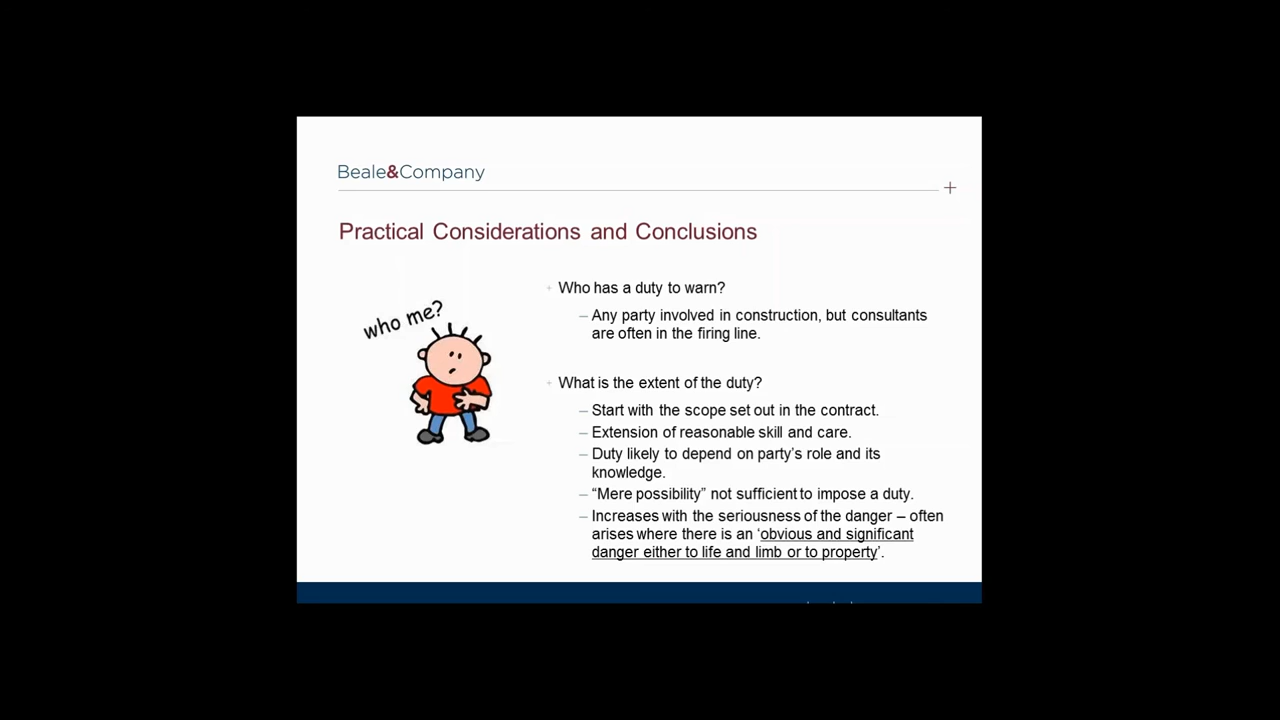 Beale&Company
Practical Considerations and Conclusions
who me?
Who has a duty to warn?
– Any party involved in construction, but consultants
are often in the firing line.
What is the extent of the duty?
– Start with the scope set out in the contract.
– Extension of reasonable skill and care.
– Duty likely to depend on party’s role and its
knowledge.
– “Mere possibility” not sufficient to impose a duty.
– Increases with the seriousness of the danger – often
arises where there is an ‘obvious and significant
danger either to life and limb or to property’.